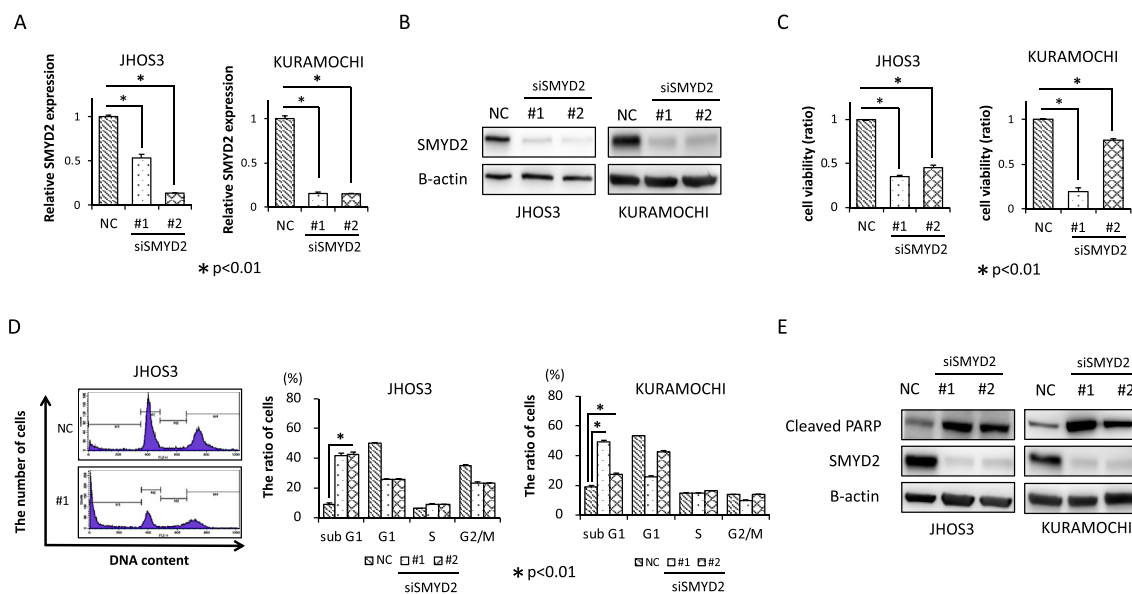 A
B
C
JHOS3
KURAMOCHI
Relative SMYD2 expression
1
0.5
0
*
*
NC
#1
#2
siSMYD2
Relative SMYD2 expression
1
0.5
0
*
*
NC
#1
#2
siSMYD2
* p<0.01
siSMYD2
siSMYD2
NC #1 #2
NC #1 #2
SMYD2
B-actin
JHOS3
KURAMOCHI
JHOS3
KURAMOCHI
cell viability (ratio)
1
0.5
0
*
*
NC
#1
#2
siSMYD2
cell viability (ratio)
1
0.5
0
*
*
NC
#1
#2
siSMYD2
* p<0.01
D
E
JHOS3
The number of cells
NC
#1
DNA content
(%)
JHOS3
The ratio of cells
80
60
40
20
0
*
sub G1 G1 S G2/M
NC #1 #2
siSMYD2
* p<0.01
(%)
KURAMOCHI
The ratio of cells
80
60
40
20
0
*
*
sub G1 G1 S G2/M
NC #1 #2
siSMYD2
siSMYD2
siSMYD2
NC #1 #2
NC #1 #2
Cleaved PARP
SMYD2
B-actin
JHOS3
KURAMOCHI